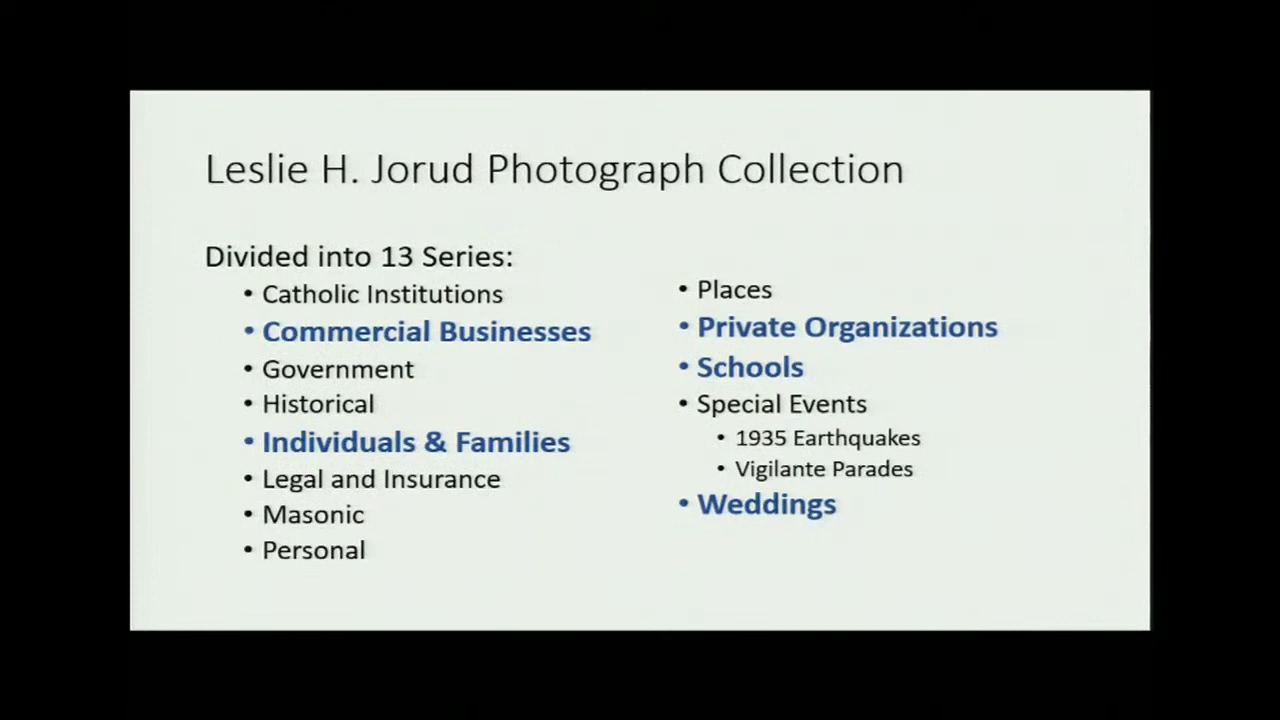 Leslie H. Jorud Photograph Collection
Divided into 13 Series:
• Catholic Institutions
• Commercial Businesses
• Government
• Historical
• Individuals & Families
• Legal and Insurance
• Masonic
• Personal
• Places
• Private Organizations
• Schools
• Special Events
• 1935 Earthquakes
• Vigilante Parades
• Weddings